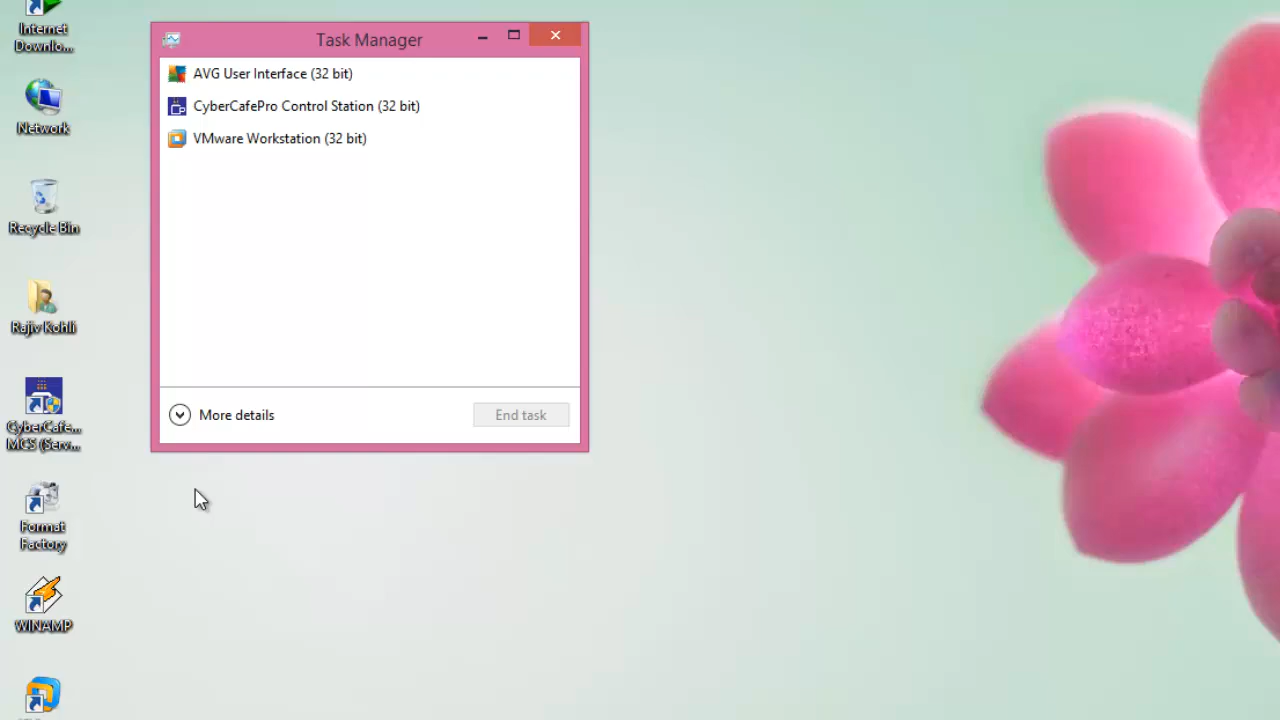 Internet
Downlo...
Network
Recycle Bin
Rajiv Kohli
CyberCafe...
MCS (Serv...
Format
Factory
WINAMP
Task Manager
AVG User Interface (32 bit)
CyberCafePro Control Station (32 bit)
VMware Workstation (32 bit)
More details
End task